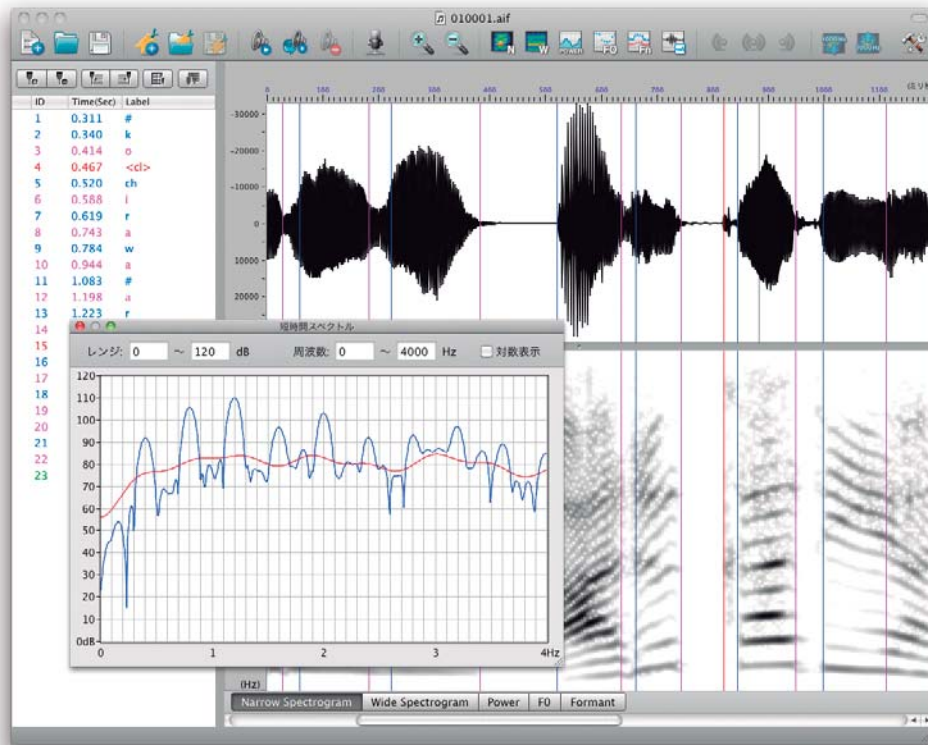 010001.aif
N W POWER F0 Fn
ID Time(Sec) Label
1 0.311 #
2 0.340 k
3 0.414 o
4 0.467 <cl>
5 0.520 ch
6 0.588 i
7 0.619 r
8 0.743 a
9 0.784 w
10 0.944 a
11 1.083 #
12 1.198 a
13 1.223 r
14
15
16
17
18
19
20
21
22
23
0 100 200 300 400 500 600 700 800 900 1000 1100
-30000
-20000
-10000
0
10000
20000
短時間スペクトル
レンジ: 0 ～ 120 dB 周波数: 0 ～ 4000 Hz 対数表示
120
110
100
90
80
70
60
50
40
30
20
10
0dB
0 1 2 3 4Hz
(Hz)
Narrow Spectrogram Wide Spectrogram Power F0 Formant